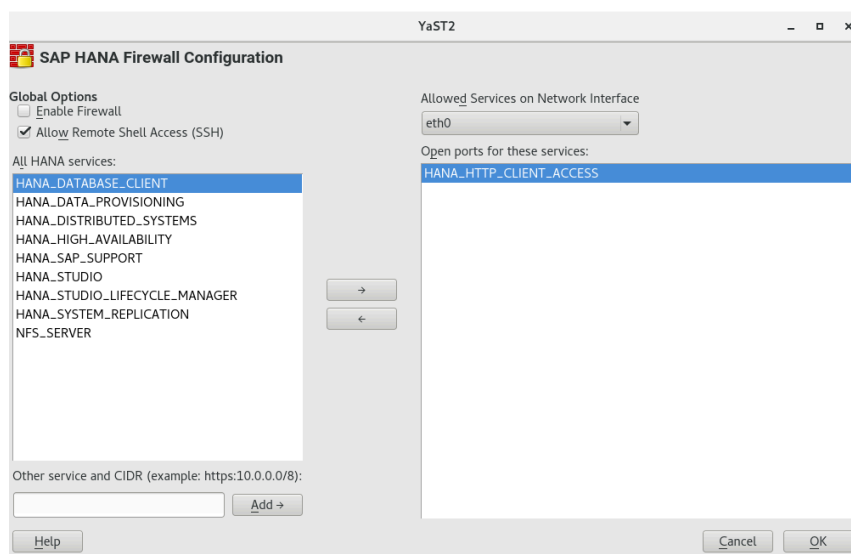 YaST2
SAP HANA Firewall Configuration
Global Options
Enable Firewall
Allow Remote Shell Access (SSH)
All HANA services:
HANA_DATABASE_CLIENT
HANA_DATA_PROVISIONING
HANA_DISTRIBUTED_SYSTEMS
HANA_HIGH_AVAILABILITY
HANA_SAP_SUPPORT
HANA_STUDIO
HANA_STUDIO_LIFECYCLE_MANAGER
HANA_SYSTEM_REPLICATION
NFS_SERVER
Other service and CIDR (example: https:10.0.0.0/8):
Add →
→
←
Allowed Services on Network Interface
eth0
Open ports for these services:
HANA_HTTP_CLIENT_ACCESS
Help
Cancel
OK